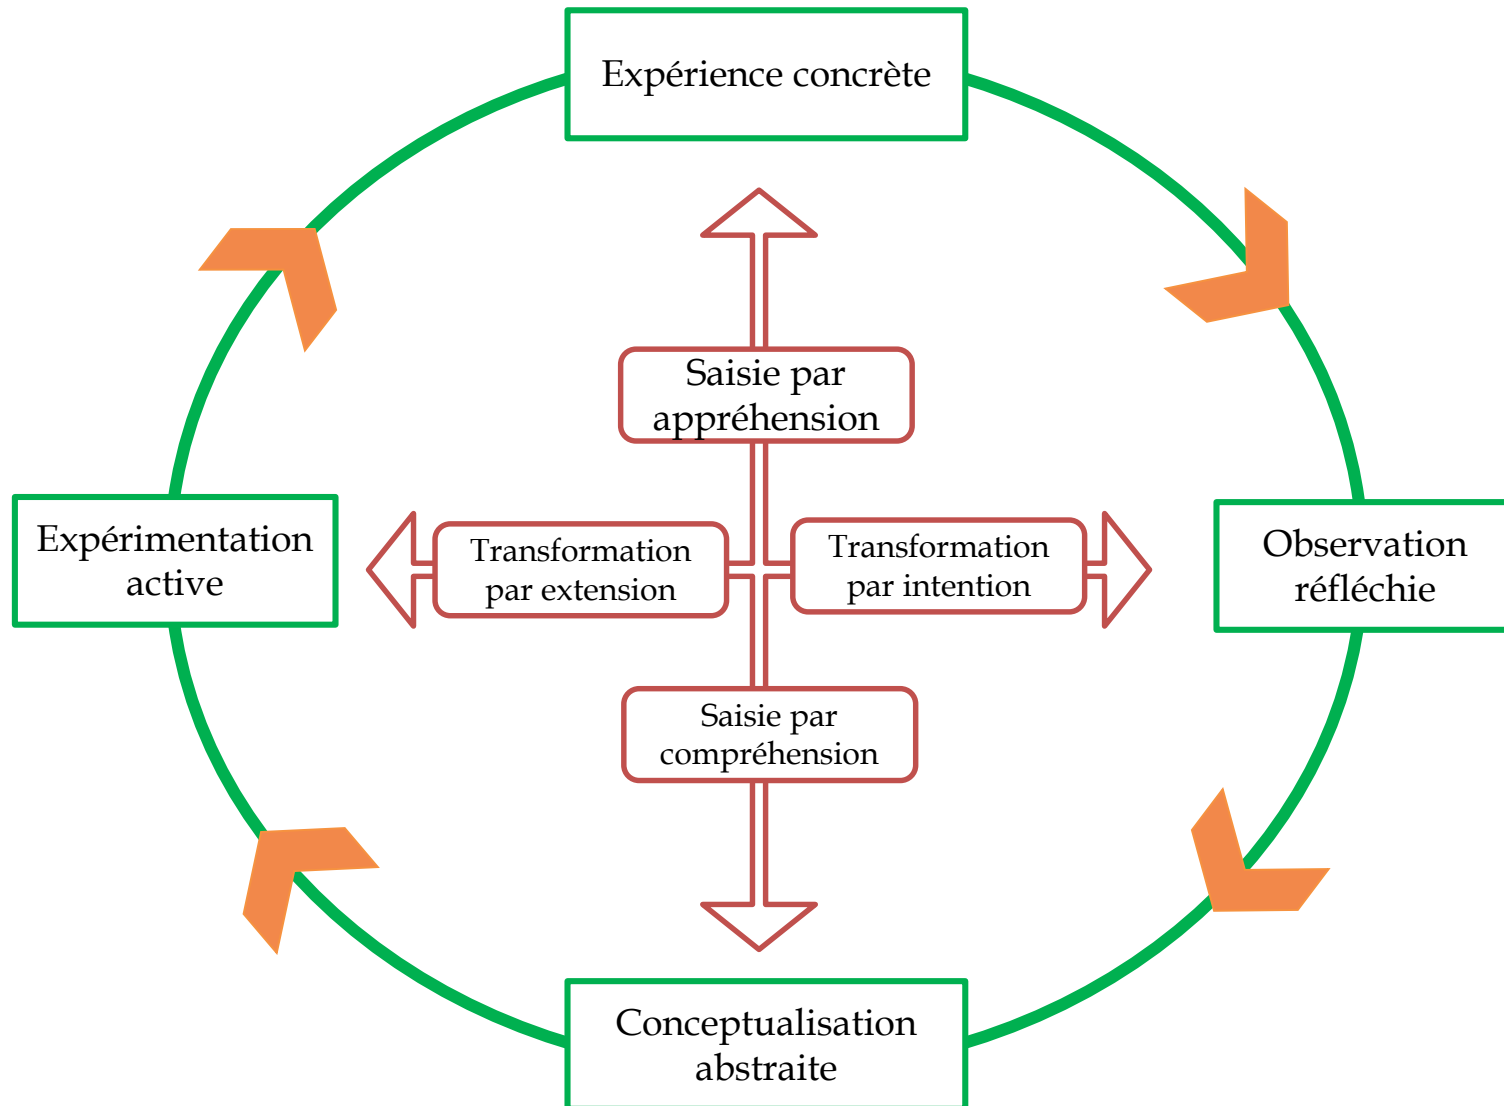 Expérience concrète
Saisie par
appréhension
Expérimentation
active
Transformation
par extension
Transformation
par intention
Observation
réfléchie
Saisie par
compréhension
Conceptualisation
abstraite